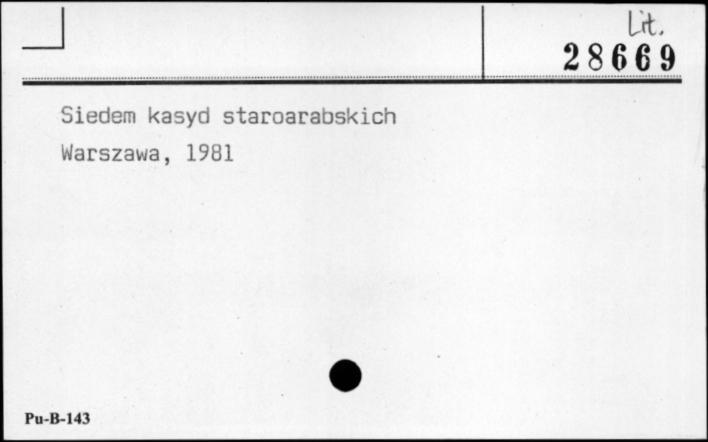 Lit.
28669
Siedem kasyd staroarabskich
Warszawa, 1981
Pu-B-143